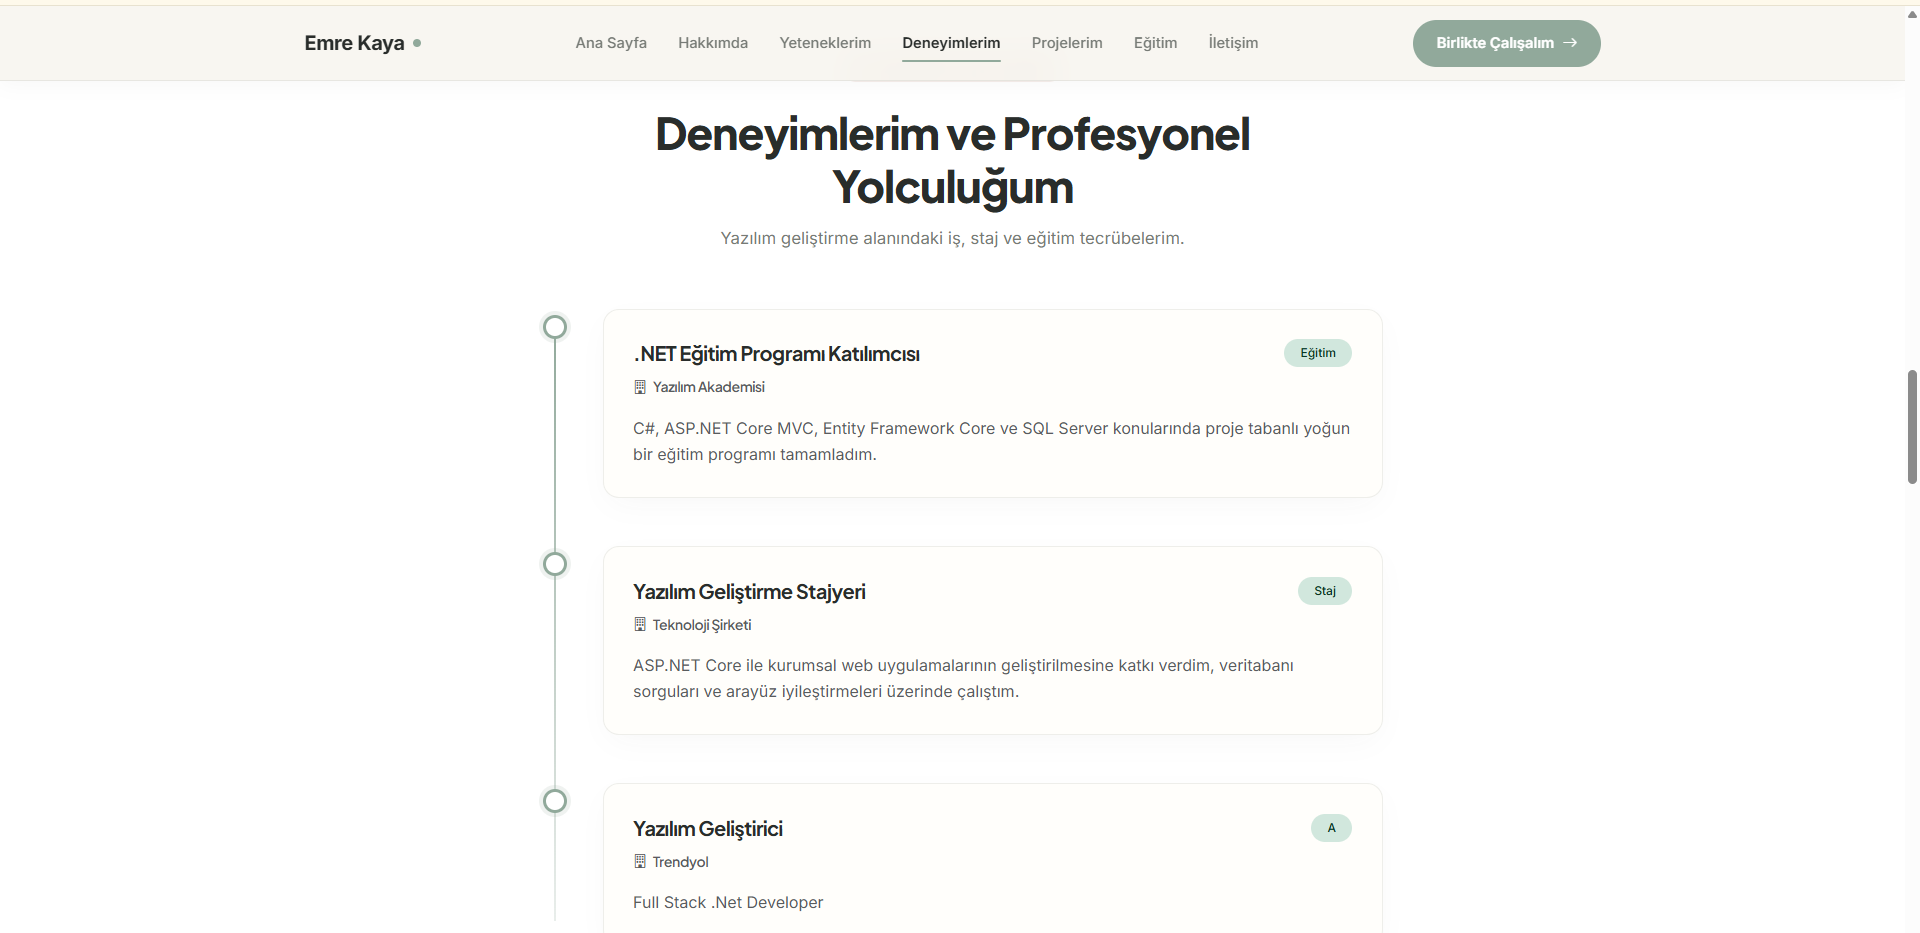 Emre Kaya
Ana Sayfa
Hakkımda
Yeteneklerim
Deneyimlerim
Projelerim
Eğitim
İletişim
Birlikte Çalışalım →
Deneyimlerim ve Profesyonel
Yolculuğum
Yazılım geliştirme alanındaki iş, staj ve eğitim tecrübelerim.
.NET Eğitim Programı Katılımcısı
Eğitim
Yazılım Akademisi
C#, ASP.NET Core MVC, Entity Framework Core ve SQL Server konularında proje tabanlı yoğun
bir eğitim programı tamamladım.
Yazılım Geliştirme Stajyeri
Staj
Teknoloji Şirketi
ASP.NET Core ile kurumsal web uygulamalarının geliştirilmesine katkı verdim, veritabanı
sorguları ve arayüz iyileştirmeleri üzerinde çalıştım.
Yazılım Geliştirici
A
Trendyol
Full Stack .Net Developer